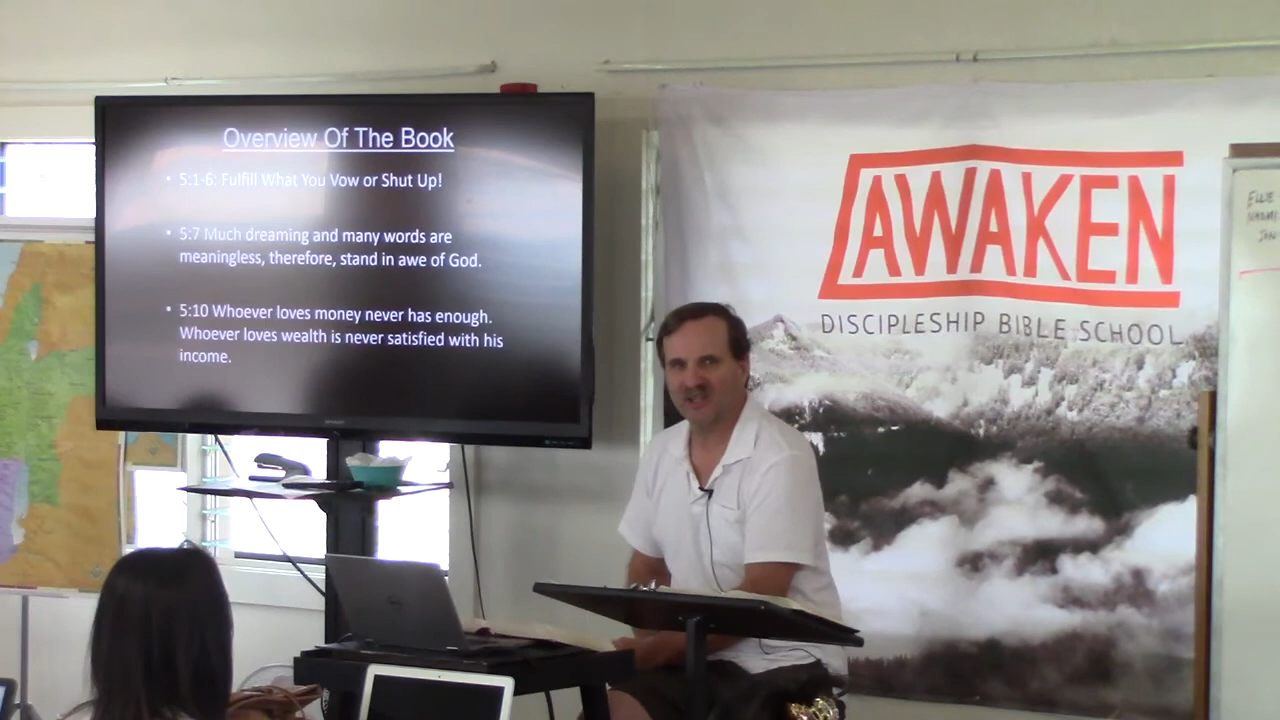 Overview Of The Book
• 5:1-6: Fulfill What You Vow or Shut Up!
• 5:7 Much dreaming and many words are
meaningless, therefore, stand in awe of God.
• 5:10 Whoever loves money never has enough.
Whoever loves wealth is never satisfied with his
income.
AWAKEN
DISCIPLESHIP BIBLE SCHOOL
ELLIE